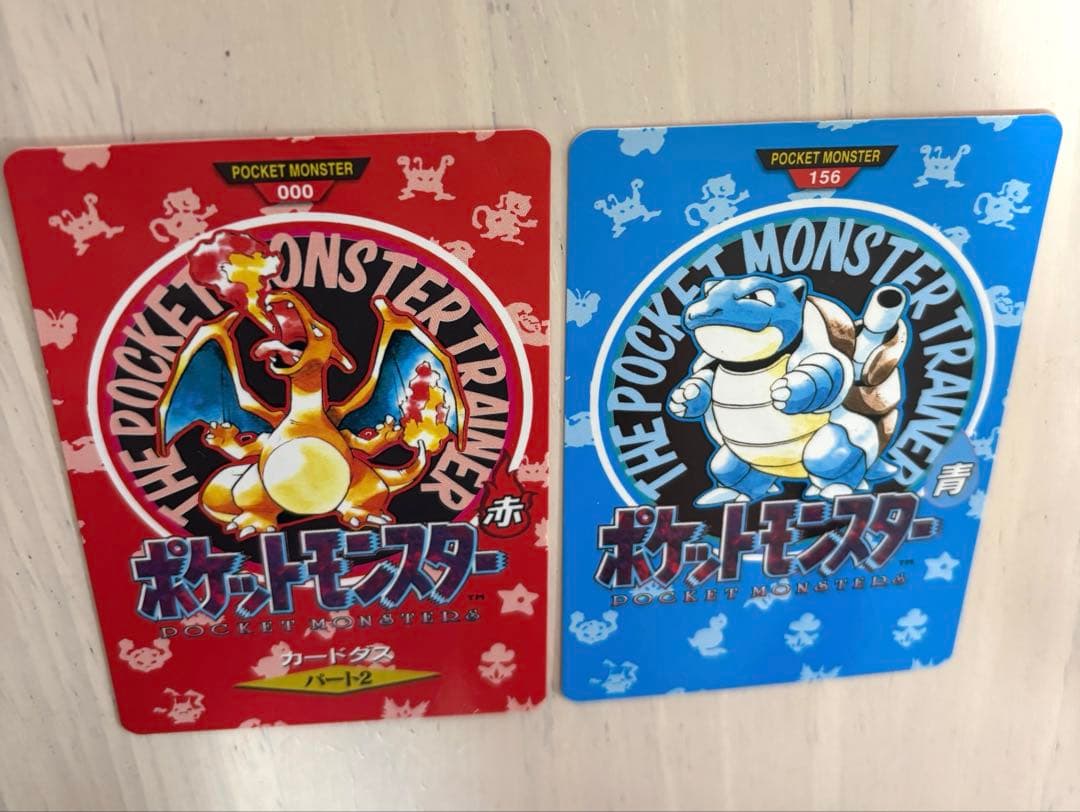 POCKET MONSTER
000
THE POCKET MONSTER TRAINER
赤
ポケットモンスター
TM
POCKET MONSTERS
カードダス
パート2
POCKET MONSTER
156
THE POCKET MONSTER TRAINER
青
ポケットモンスター
TM
POCKET MONSTERS